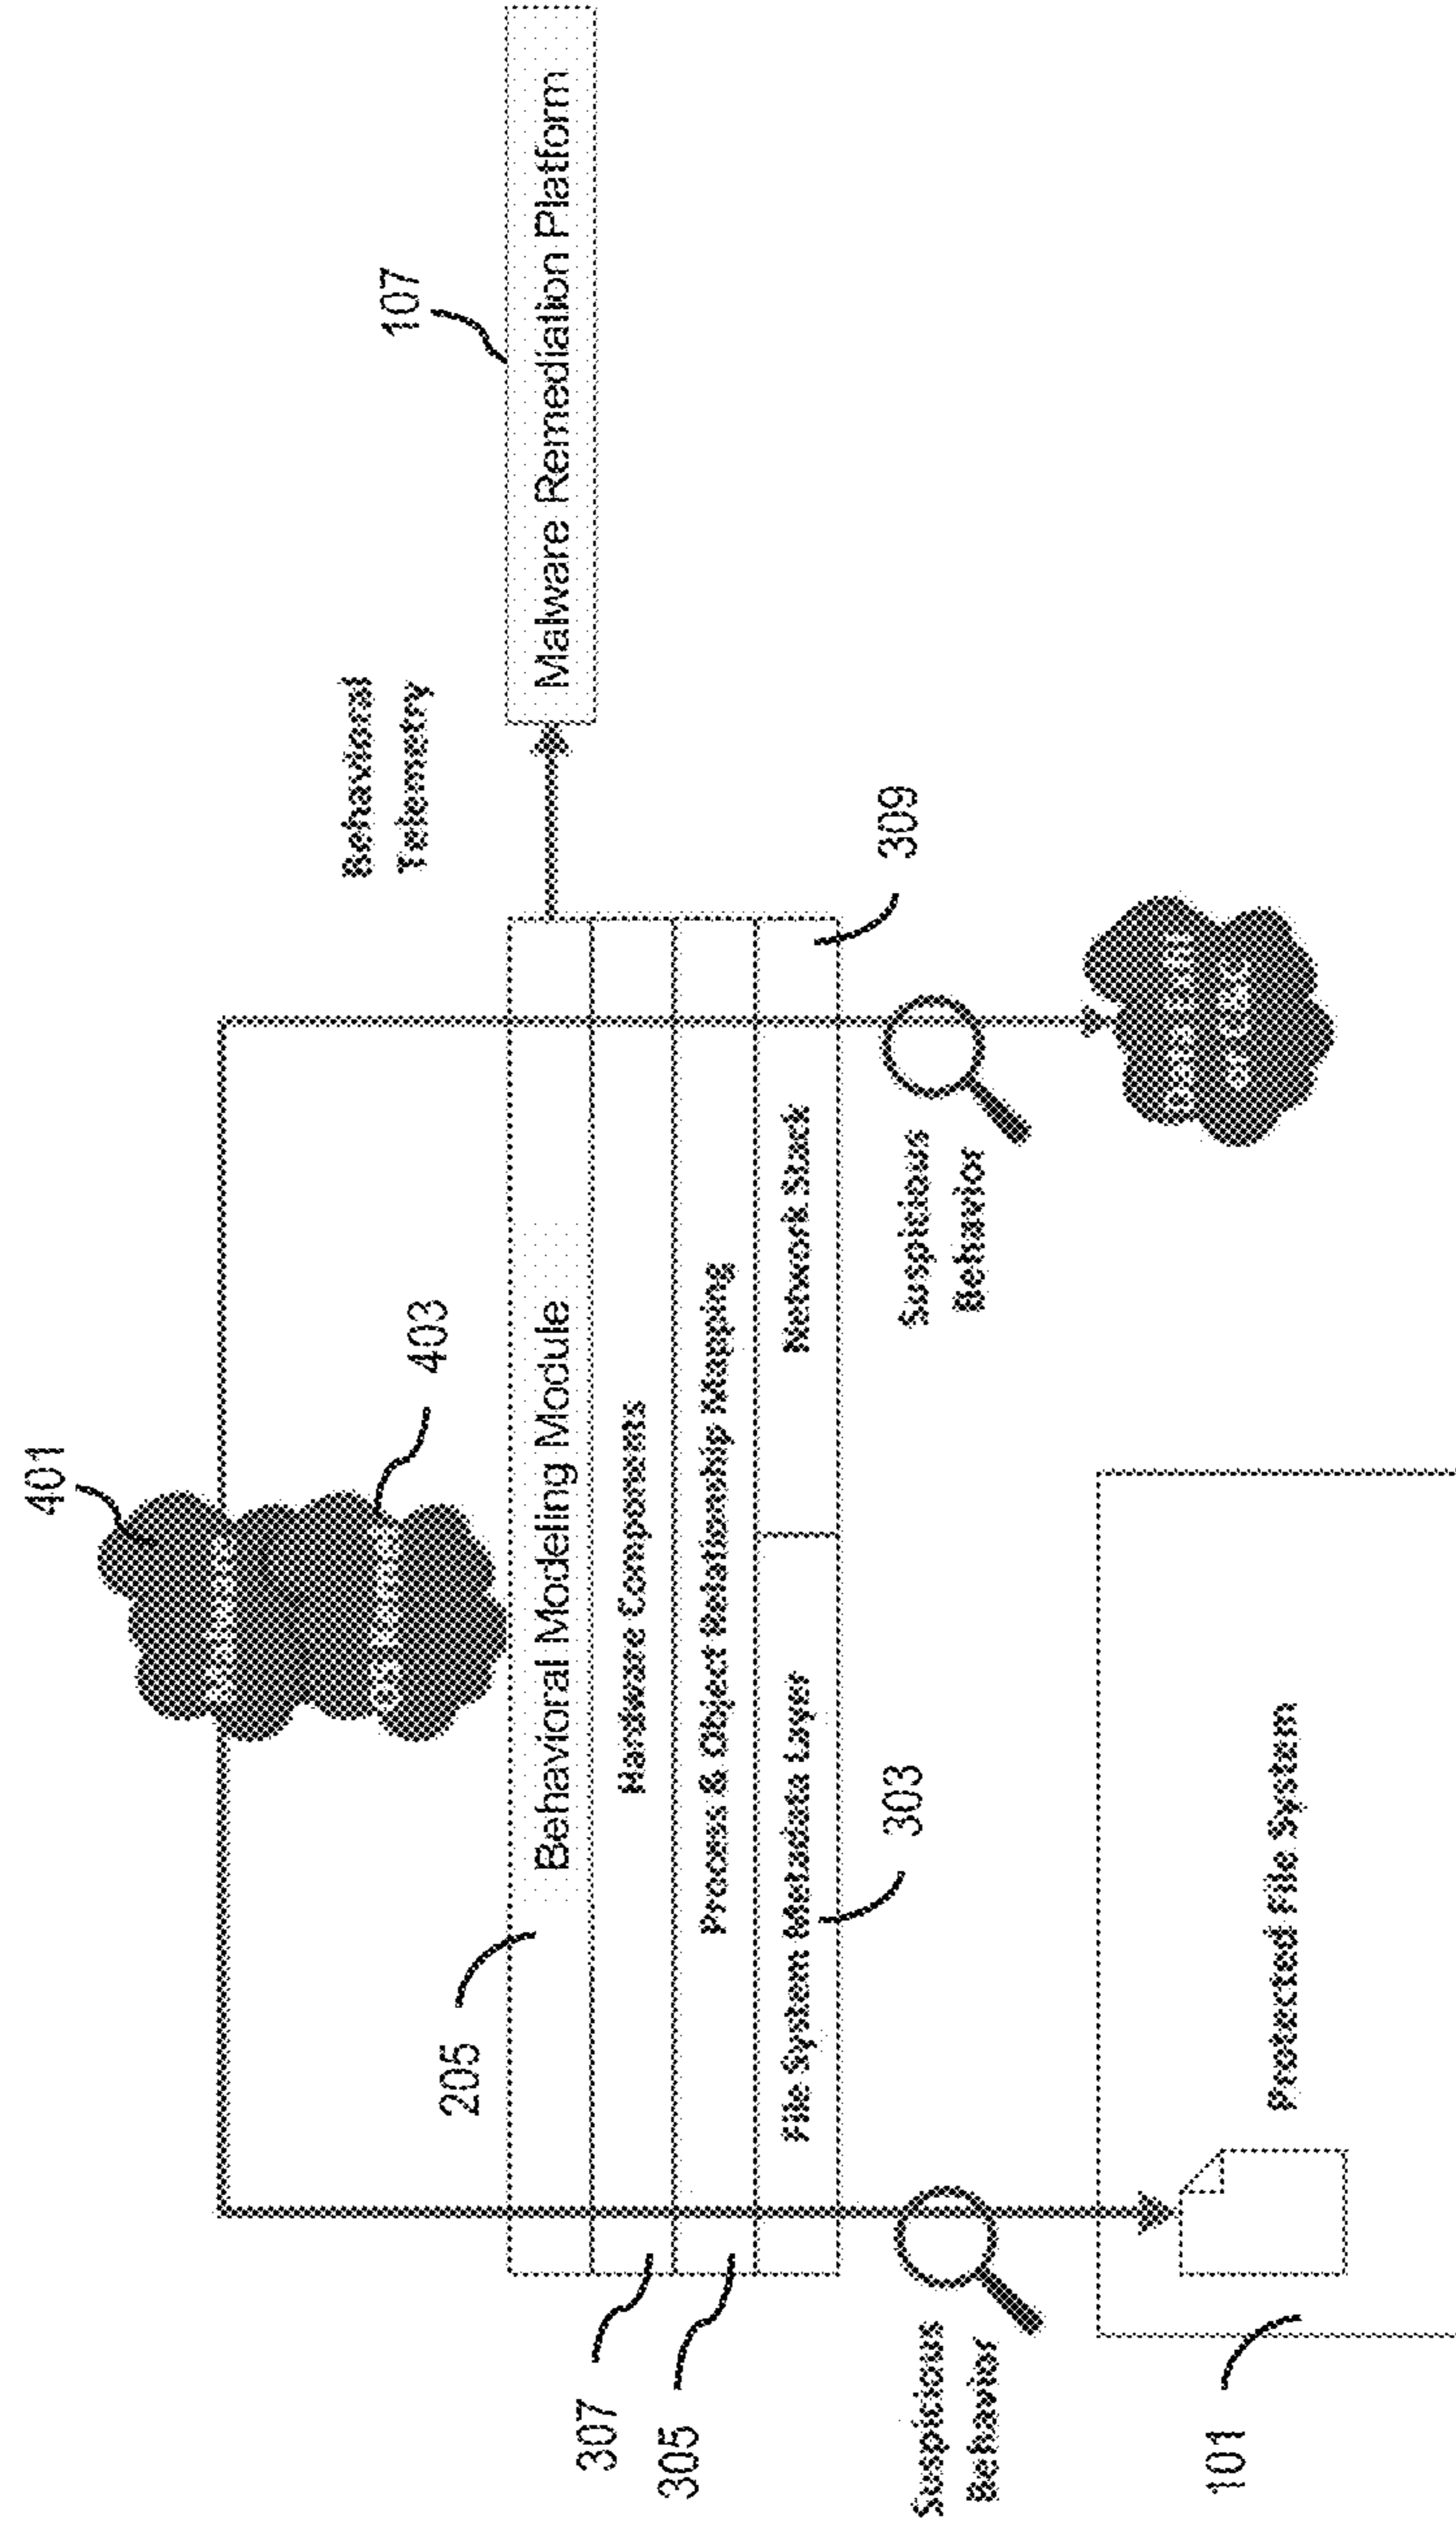 401
403
Behavioral
Telemetry
107
205
Behavioral Modeling Module
Malware Remediation Platform
307
Hardware Components
305
Process & Object Relationship Mapping
File System Metadata Layer
Network Stack
303
309
Suspicious
Behavior
Suspicious
Behavior
101
Protected File System